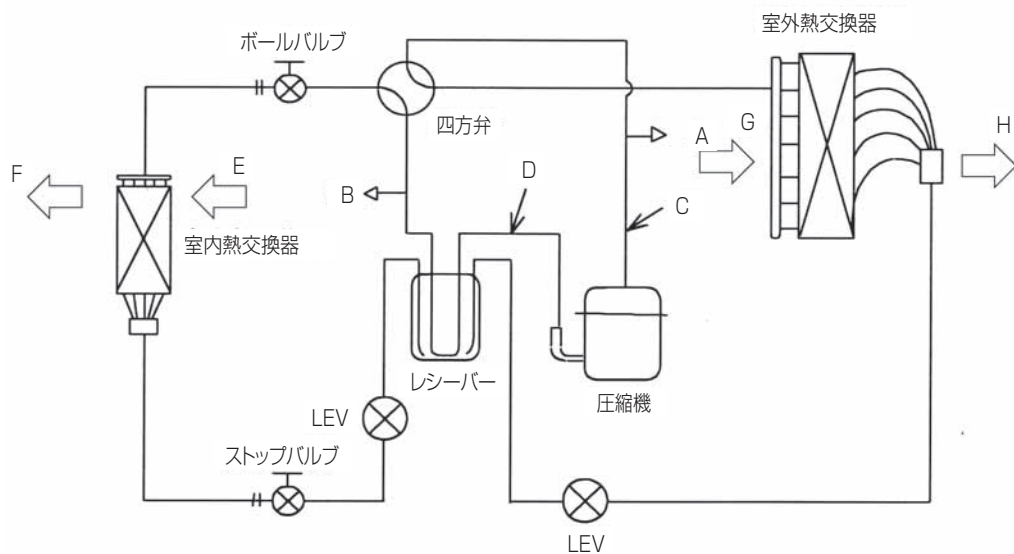 室外熱交換器
ボールバルブ
四方弁
A
G
H
F
E
B
D
C
室内熱交換器
レシーバー
圧縮機
LEV
ストップバルブ
LEV